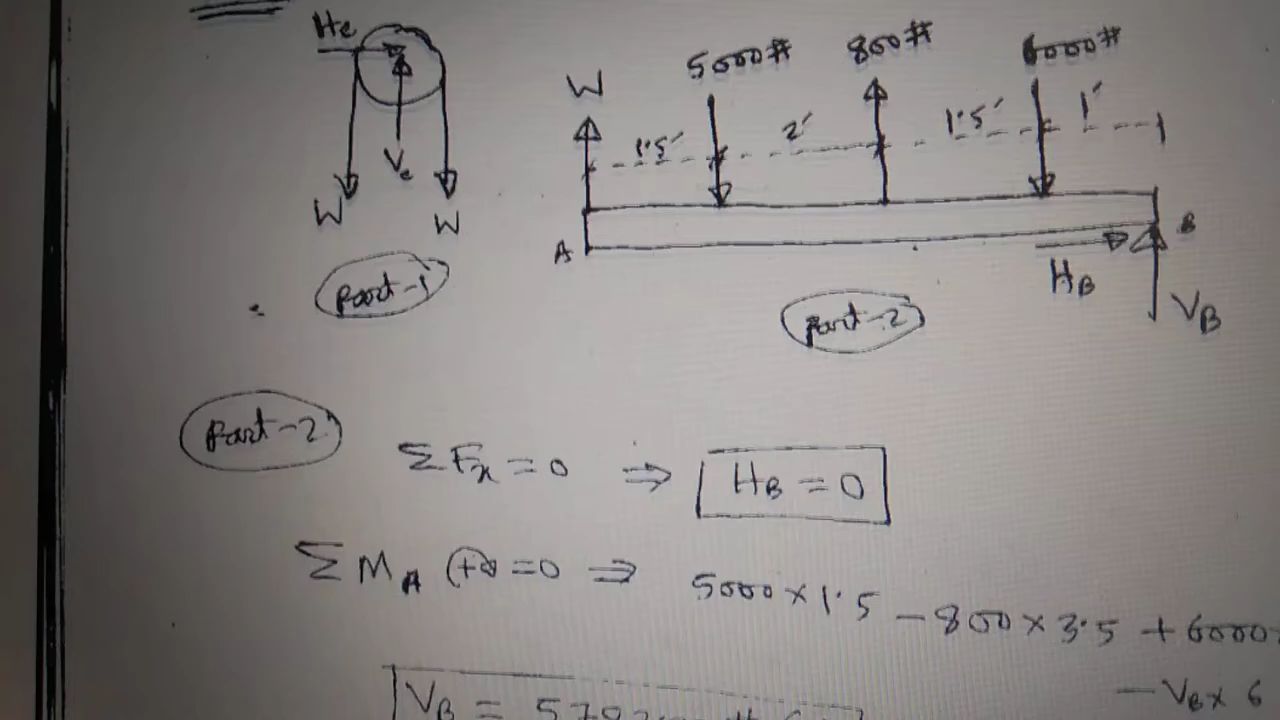 He
W
5000#
800#
6000#
1.5′
2′
1.5′
1′
Vc
W
W
A
B
HB
VB
Part-1
Part-2
Part-2
ΣFx = 0 ⇒ HB = 0
ΣMA (+↻ = 0 ⇒ 5000×1.5 – 800×3.5 + 6000
– VB×6
VB =